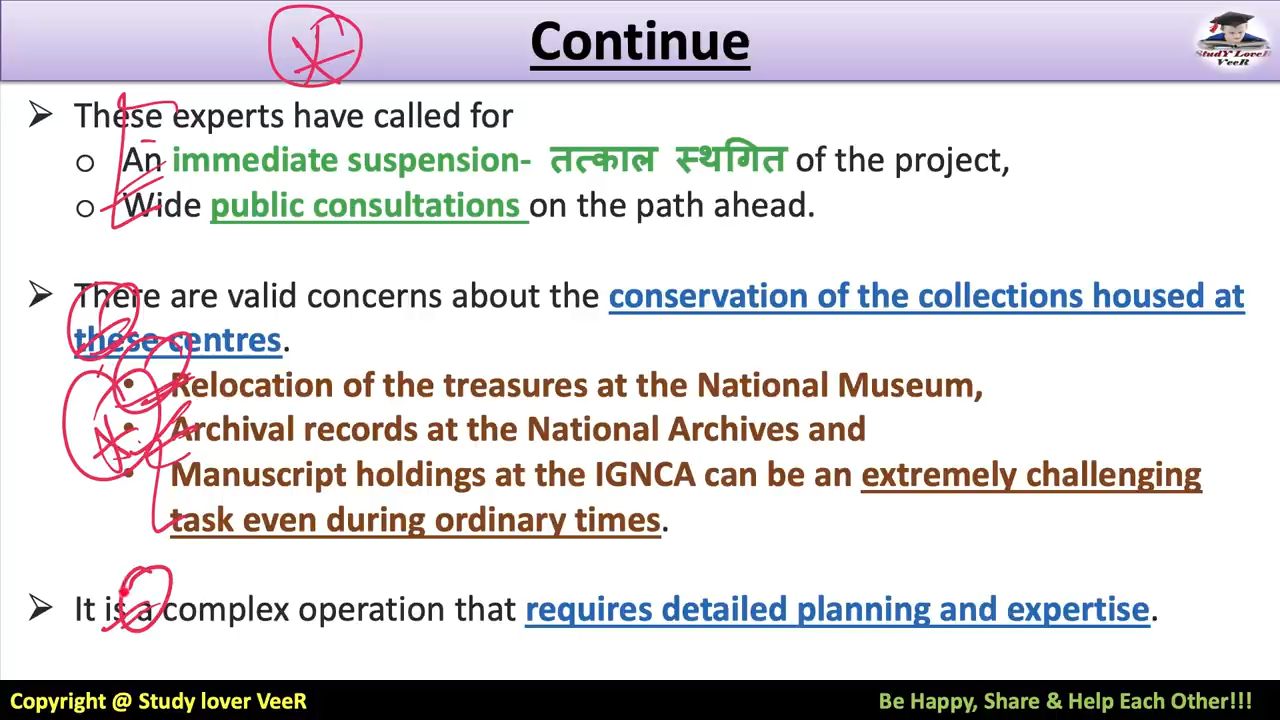 Continue
StudY LoveR
VeeR
➢ These experts have called for
o An immediate suspension- तत्काल स्थगित of the project,
o Wide public consultations on the path ahead.
➢ There are valid concerns about the conservation of the collections housed at
these centres.
• Relocation of the treasures at the National Museum,
• Archival records at the National Archives and
• Manuscript holdings at the IGNCA can be an extremely challenging
task even during ordinary times.
➢ It is a complex operation that requires detailed planning and expertise.
Copyright @ Study lover VeeR
Be Happy, Share & Help Each Other!!!